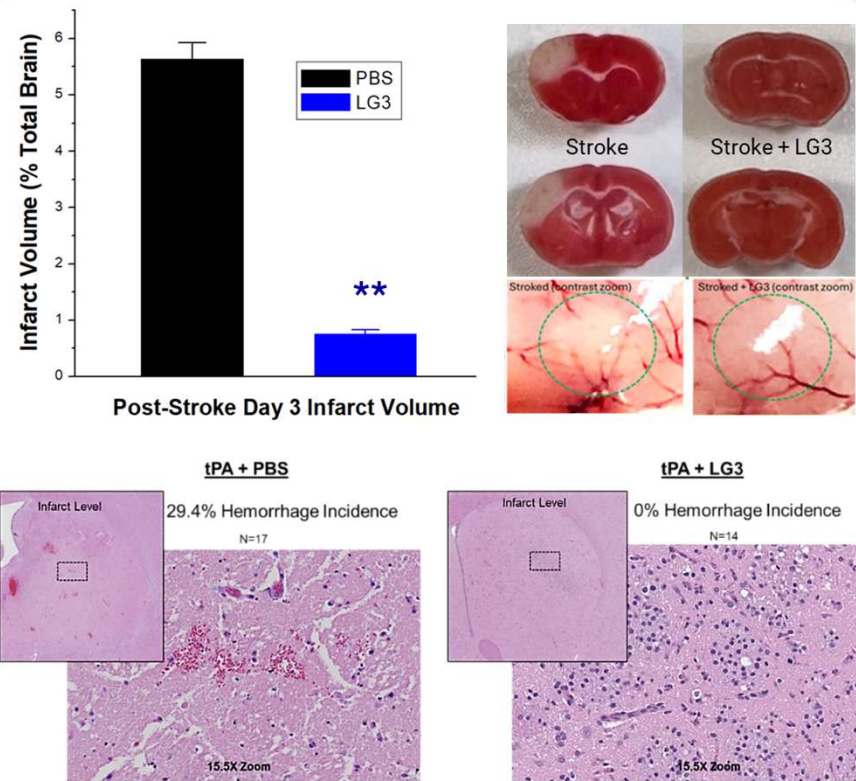 Infarct Volume (% Total Brain)
6
5
4
3
2
1
0
PBS
LG3
**
Post-Stroke Day 3 Infarct Volume
Stroke
Stroke + LG3
Stroked (contrast zoom)
Stroked + LG3 (contrast zoom)
tPA + PBS
Infarct Level
29.4% Hemorrhage Incidence
N=17
15.5X Zoom
tPA + LG3
Infarct Level
0% Hemorrhage Incidence
N=14
15.5X Zoom